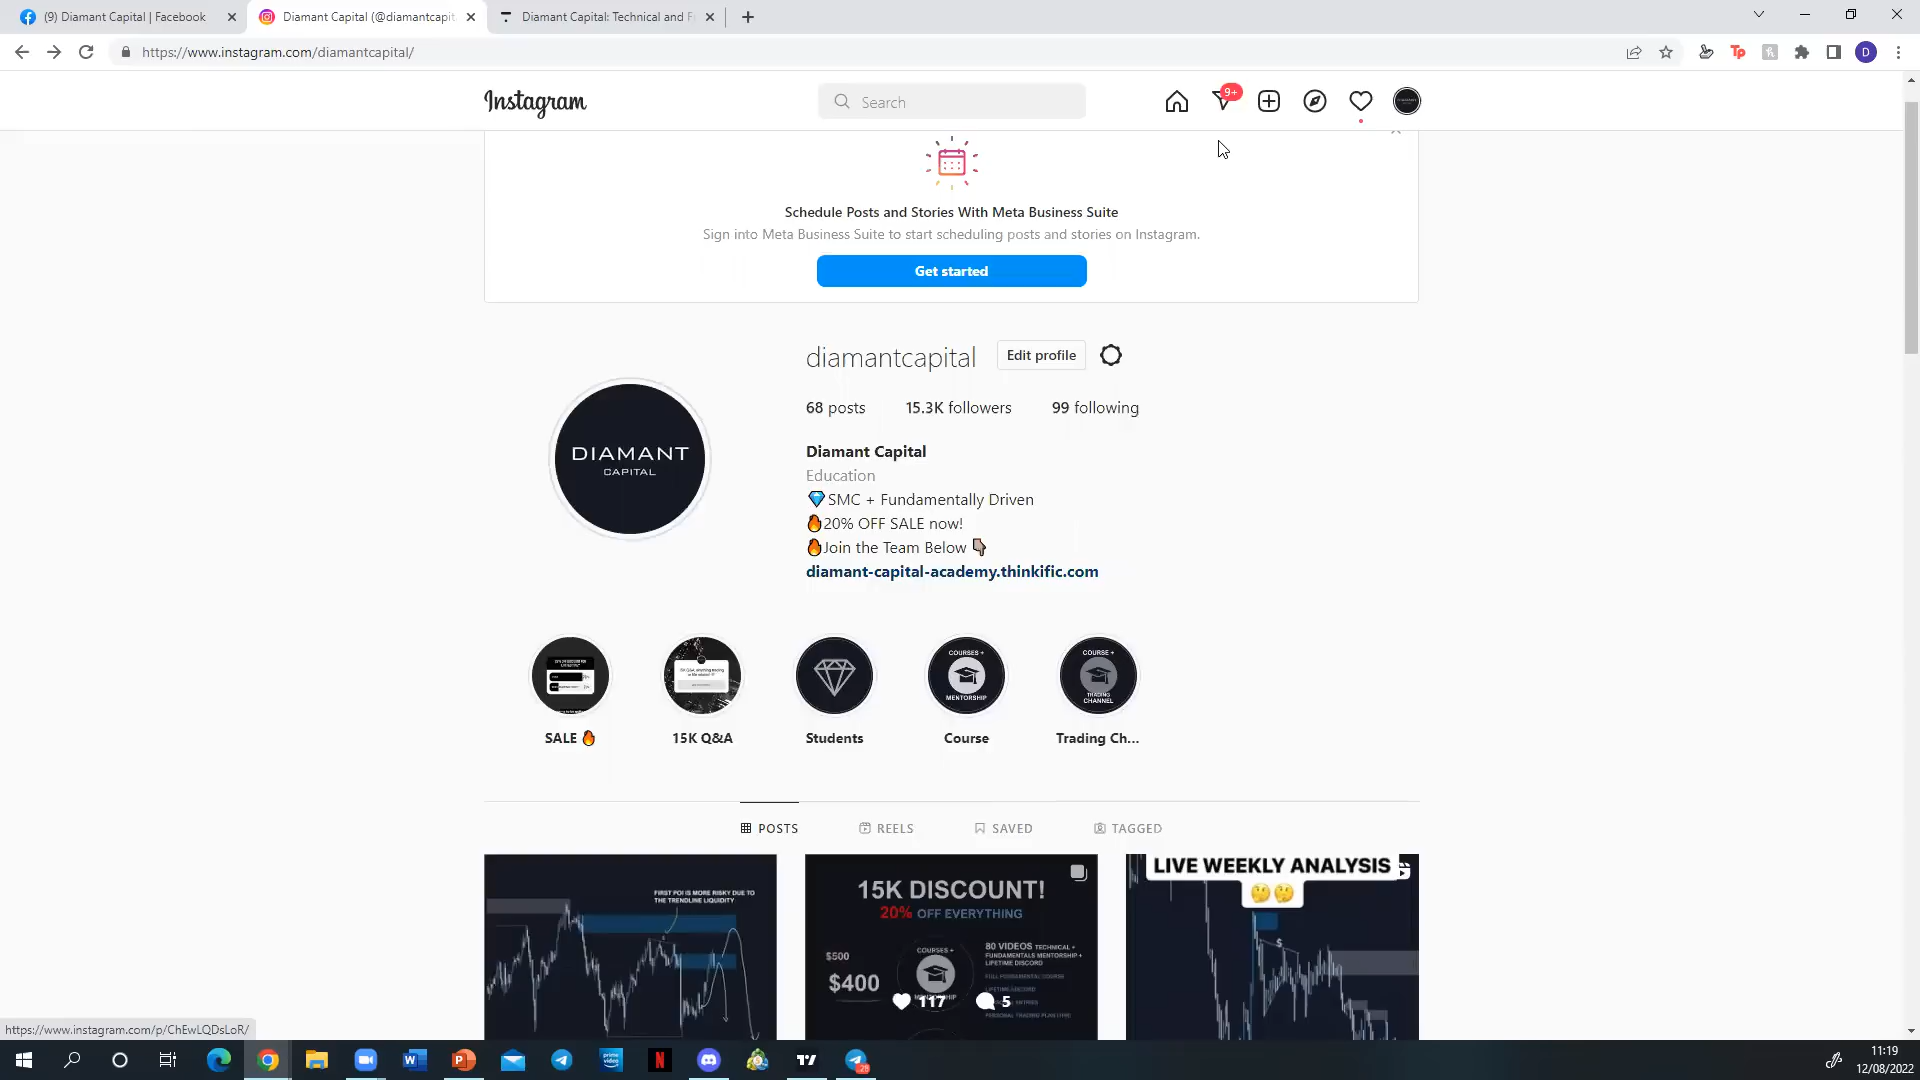 (9) Diamant Capital | Facebook
Diamant Capital (@diamantcapit
Diamant Capital: Technical and F
https://www.instagram.com/diamantcapital/
Tp
D
Instagram
Search
9+
Schedule Posts and Stories With Meta Business Suite
Sign into Meta Business Suite to start scheduling posts and stories on Instagram.
Get started
diamantcapital
Edit profile
68 posts
15.3K followers
99 following
DIAMANT
CAPITAL
Diamant Capital
Education
💎SMC + Fundamentally Driven
🔥20% OFF SALE now!
🔥Join the Team Below 👇🏽
diamant-capital-academy.thinkific.com
COURSES +
MENTORSHIP
COURSE +
TRADING
CHANNEL
SALE 🔥
15K Q&A
Students
Course
Trading Ch...
POSTS
REELS
SAVED
TAGGED
FIRST POI IS MORE RISKY DUE TO
THE TRENDLINE LIQUIDITY
$
15K DISCOUNT!
20% OFF EVERYTHING
COURSES +
$500
$400
80 VIDEOS TECHNICAL +
FUNDAMENTALS MENTORSHIP +
LIFETIME DISCORD
FULL FUNDAMENTAL COURSE
117
5
LIVE WEEKLY ANALYSIS
🤔🤔
$
https://www.instagram.com/p/ChEwLQDsLoR/
prime video
N
11:19
12/08/2022